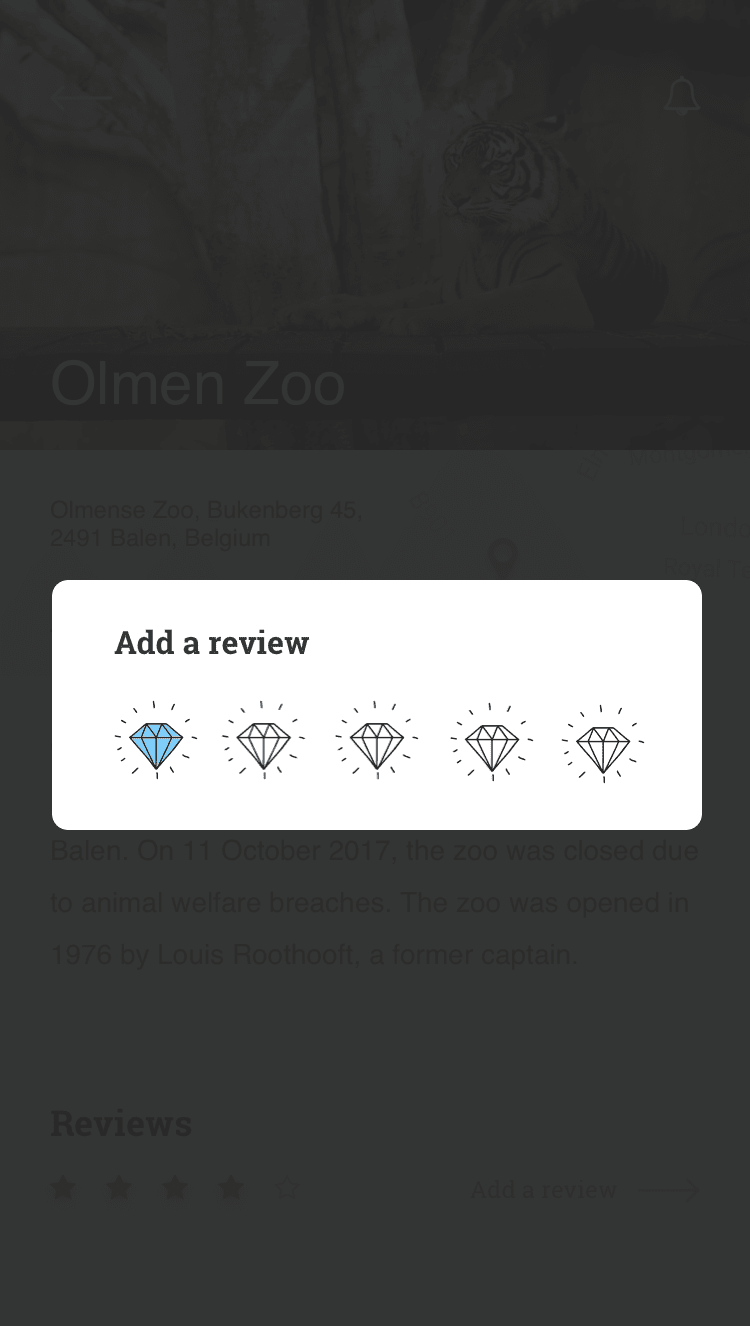 Olmen Zoo
Olmense Zoo, Bukenberg 45,
2491 Balen, Belgium
Add a review
Balen. On 11 October 2017, the zoo was closed due
to animal welfare breaches. The zoo was opened in
1976 by Louis Roothooft, a former captain.
Reviews
Add a review